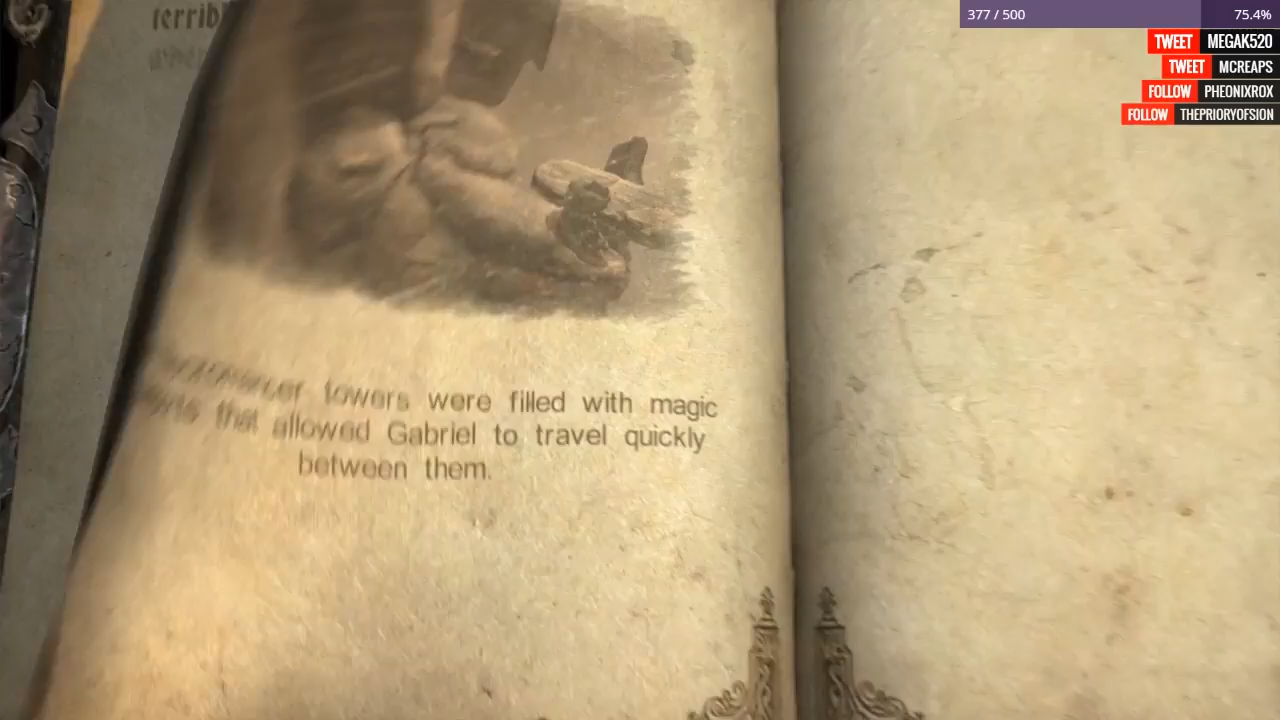 377 / 500
75.4%
TWEET MEGAK520
TWEET MCREAPS
FOLLOW PHEONIXROX
FOLLOW THEPRIORYOFSION
terrib
towers were filled with magic
that allowed Gabriel to travel quickly
between them.